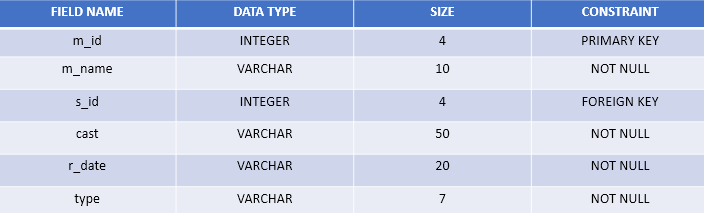 FIELD NAME DATA TYPE SIZE CONSTRAINT
m_id INTEGER 4 PRIMARY KEY
m_name VARCHAR 10 NOT NULL
s_id INTEGER 4 FOREIGN KEY
cast VARCHAR 50 NOT NULL
r_date VARCHAR 20 NOT NULL
type VARCHAR 7 NOT NULL